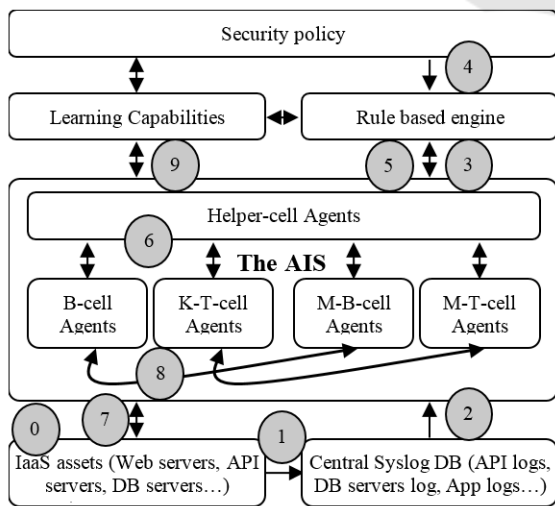 Security policy
4
Learning Capabilities
Rule based engine
9
5
3
Helper-cell Agents
6
The AIS
B-cell
Agents
K-T-cell
Agents
M-B-cell
Agents
M-T-cell
Agents
8
0
7
1
2
IaaS assets (Web servers, API
servers, DB servers…)
Central Syslog DB (API logs,
DB servers log, App logs…)